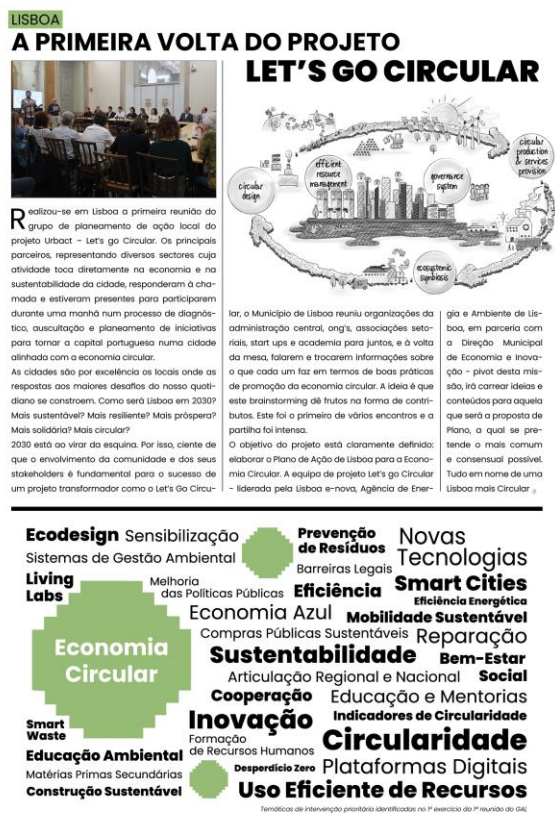 LISBOA
A PRIMEIRA VOLTA DO PROJETO
LET'S GO CIRCULAR
circular
design
efficient
resource
management
governance
system
circular
production
& services
provision
ecosystemic
symbiosis
Realizou-se em Lisboa a primeira reunião do
grupo de planeamento de ação local do
projeto Urbact – Let's go Circular. Os principais
parceiros, representando diversos sectores cuja
atividade toca diretamente na economia e na
sustentabilidade da cidade, responderam à cha-
mada e estiveram presentes para participarem
durante uma manhã num processo de diagnós-
tico, auscultação e planeamento de iniciativas
para tornar a capital portuguesa numa cidade
alinhada com a economia circular.
As cidades são por excelência os locais onde as
respostas aos maiores desafios do nosso quoti-
diano se constroem. Como será Lisboa em 2030?
Mais sustentável? Mais resiliente? Mais próspera?
Mais solidária? Mais circular?
2030 está ao virar da esquina. Por isso, ciente de
que o envolvimento da comunidade e dos seus
stakeholders é fundamental para o sucesso de
um projeto transformador como o Let's Go Circu-
lar, o Município de Lisboa reuniu organizações da
administração central, ong's, associações seto-
riais, start ups e academia para juntos, e à volta
da mesa, falarem e trocarem informações sobre
o que cada um faz em termos de boas práticas
de promoção da economia circular. A ideia é que
este brainstorming dê frutos na forma de contri-
butos. Este foi o primeiro de vários encontros e a
partilha foi intensa.
O objetivo do projeto está claramente definido:
elaborar o Plano de Ação de Lisboa para a Econo-
mia Circular. A equipa de projeto Let's go Circular
- liderada pela Lisboa e-nova, Agência de Ener-
gia e Ambiente de Lis-
boa, em parceria com
a Direção Municipal
de Economia e Inova-
ção - pivot desta mis-
são, irá carrear ideias e
conteúdos para aquela
que será a proposta de
Plano, a qual se pre-
tende o mais comum
e consensual possível.
Tudo em nome de uma
Lisboa mais Circular
Ecodesign Sensibilização
Sistemas de Gestão Ambiental
Prevenção
de Resíduos
Barreiras Legais
Novas
Tecnologias
Living
Labs
Melhoria
das Políticas Públicas
Eficiência
Smart Cities
Eficiência Energética
Economia Azul
Mobilidade Sustentável
Economia
Circular
Compras Públicas Sustentáveis
Reparação
Sustentabilidade
Bem-Estar
Social
Articulação Regional e Nacional
Cooperação
Educação e Mentorias
Inovação
Indicadores de Circularidade
Smart
Waste
Formação
de Recursos Humanos
Circularidade
Educação Ambiental
Matérias Primas Secundárias
Desperdício Zero
Plataformas Digitais
Construção Sustentável
Uso Eficiente de Recursos
Temáticas de intervenção prioritária identificadas no 1º exercício da 1ª reunião do GAL